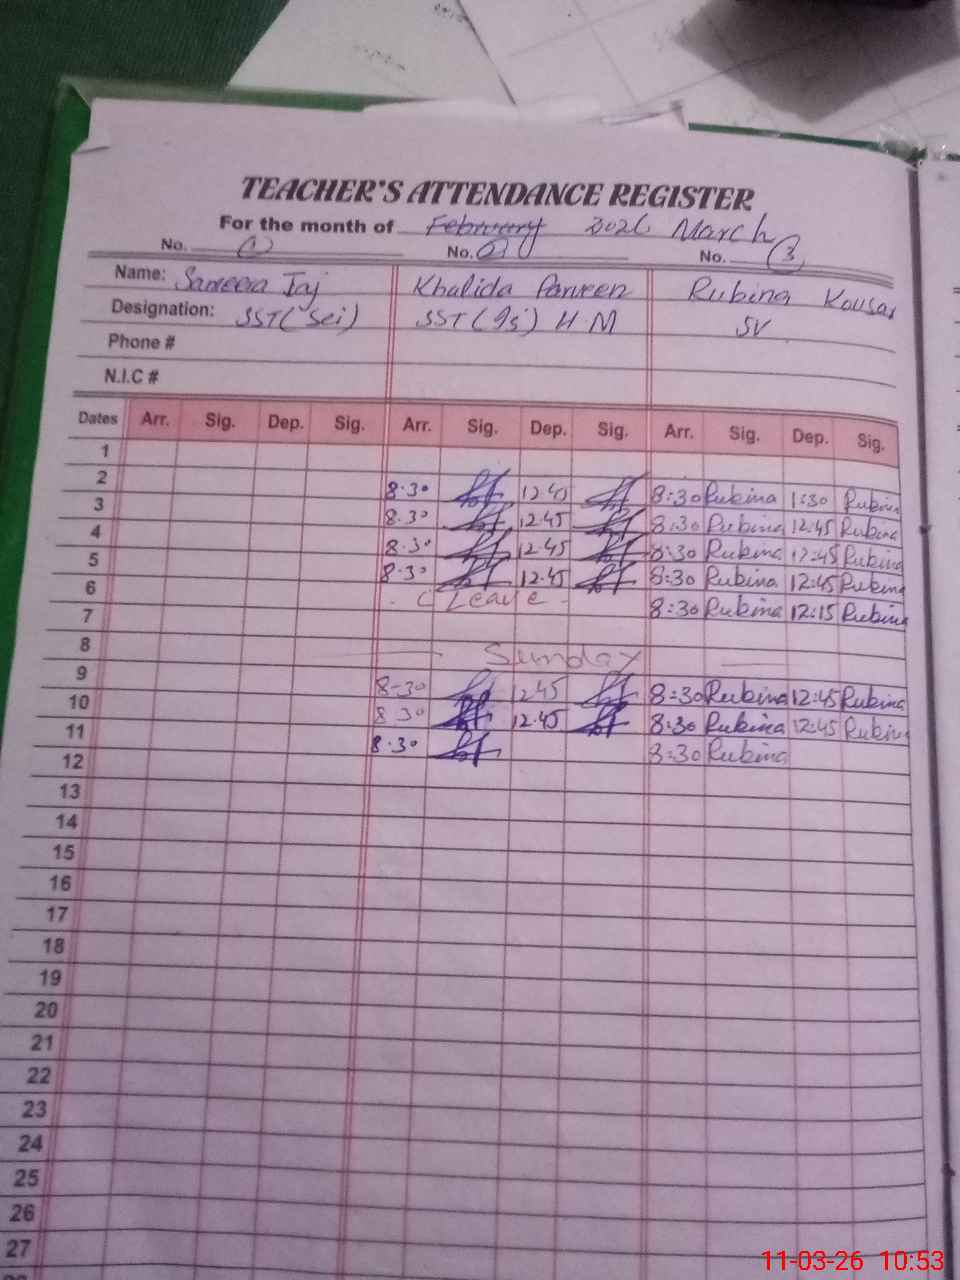 TEACHER'S ATTENDANCE REGISTER
For the month of February 2026 March
No. 1 No. 2 No. 3
Name: Sameera Taj Khalida Parveen Rubina Kousar
Designation: SST (Sci) SST (Gs) H.M SV
Phone #
N.I.C #
Dates Arr. Sig. Dep. Sig. Arr. Sig. Dep. Sig. Arr. Sig. Dep. Sig.
1
2 8.30 12.45 8:30 Rubina 1:30 Rubina
3 8.30 12.45 8:30 Rubina 12:45 Rubina
4 8.30 12.45 8:30 Rubina 12:45 Rubina
5 8.30 12.45 8:30 Rubina 12:45 Rubina
6 C Leave 8:30 Rubina 12:15 Rubina
7
8 Sunday
9 8-30 12 45 8:30 Rubina 12:45 Rubina
10 8 30 12.45 8:30 Rubina 12:45 Rubina
11 8.30 8:30 Rubina
12
13
14
15
16
17
18
19
20
21
22
23
24
25
26
27
11-03-26 10:53